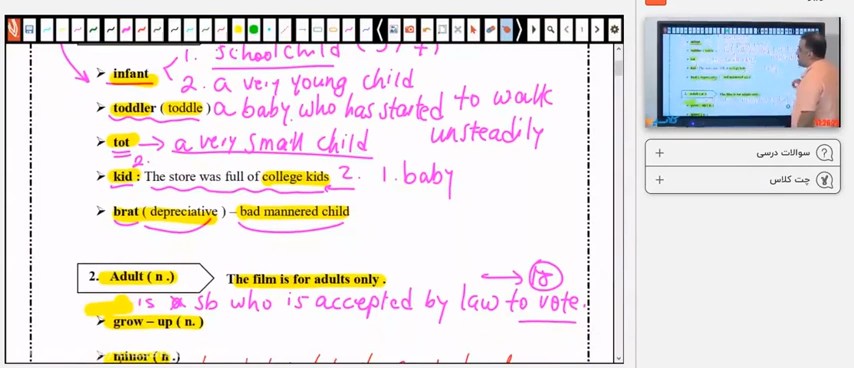 1. schoolchild (5/7)
infant
2. a very young child
toddler ( toddle ) a baby who has started to walk unsteadily
tot → a very small child
2.
kid : The store was full of college kids 2. 1. baby
brat ( depreciative ) – bad mannered child
2. Adult ( n .) The film is for adults only .
is sb who is accepted by law to vote.
grow – up ( n. )
minor ( n .)
سوالات درسی
چت کلاس